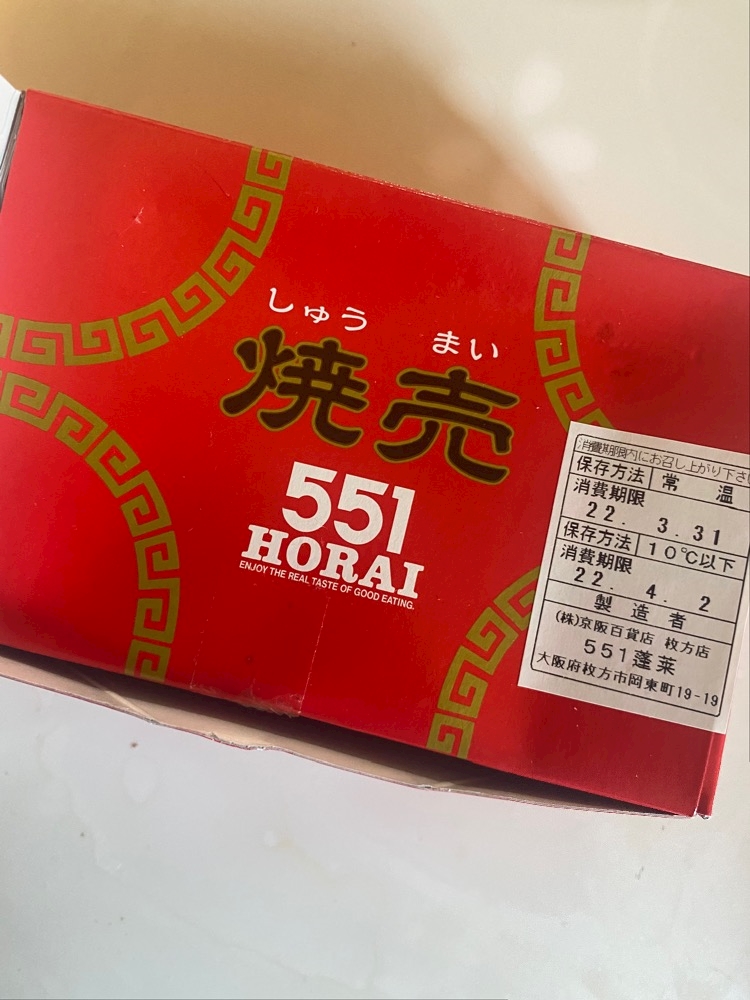 しゅう まい
焼売
551
HORAI
ENJOY THE REAL TASTE OF GOOD EATING.
消費期限内にお召し上がり下さい
保存方法 常 温
消費期限
22. 3.31
保存方法 10℃以下
消費期限
22. 4. 2
製 造 者
(株)京阪百貨店 枚方店
551蓬莱
大阪府枚方市岡東町19-19